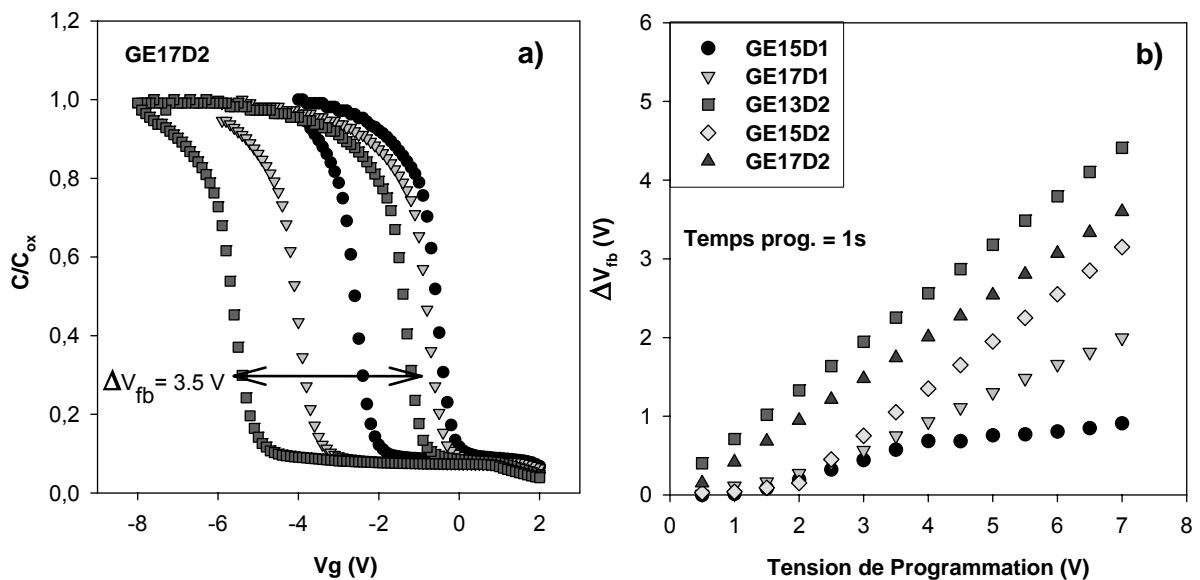 GE17D2
a)
1,2
1,0
0,8
0,6
0,4
0,2
0,0
C/Cox
ΔVfb = 3.5 V
-8 -6 -4 -2 0 2
Vg (V)
b)
GE15D1
GE17D1
GE13D2
GE15D2
GE17D2
Temps prog. = 1s
6
5
4
3
2
1
0
ΔVfb (V)
0 1 2 3 4 5 6 7 8
Tension de Programmation (V)